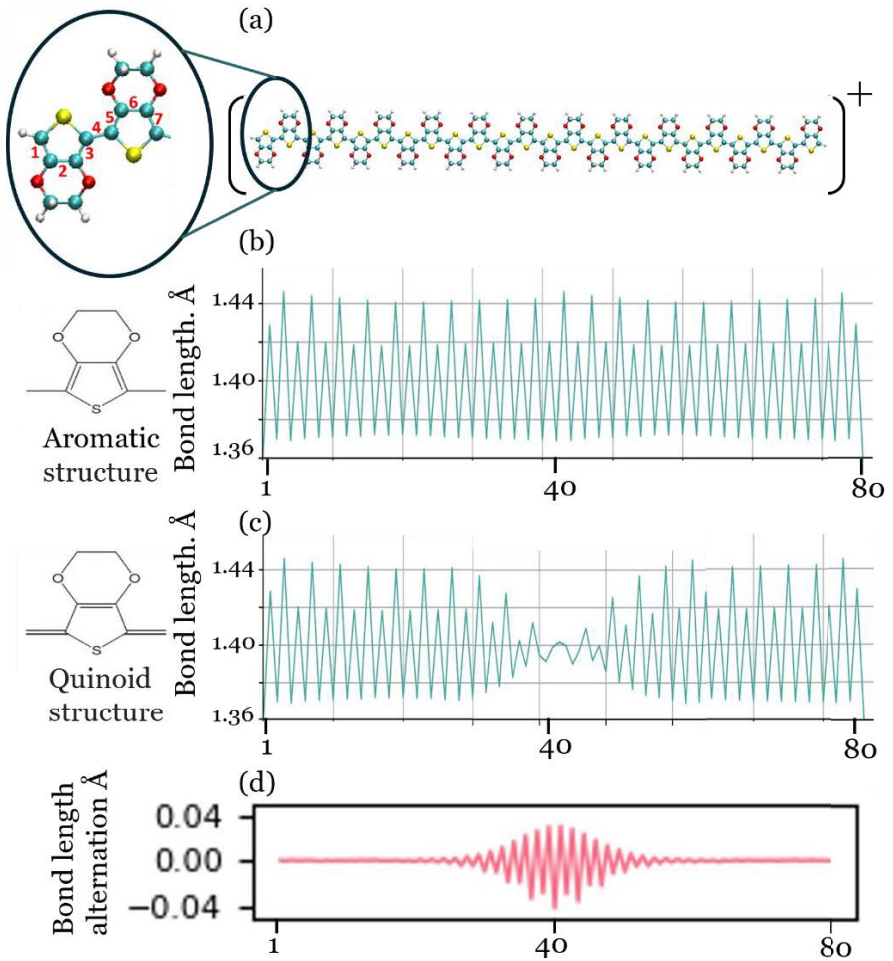 (a)
+
1
2
3
4
5
6
7
(b)
Bond length. Å
1.44
1.40
1.36
1
40
80
O
O
S
Aromatic
structure
(c)
Bond length. Å
1.44
1.40
1.36
1
40
80
O
O
S
Quinoid
structure
(d)
Bond length
alternation Å
0.04
0.00
−0.04
1
40
80